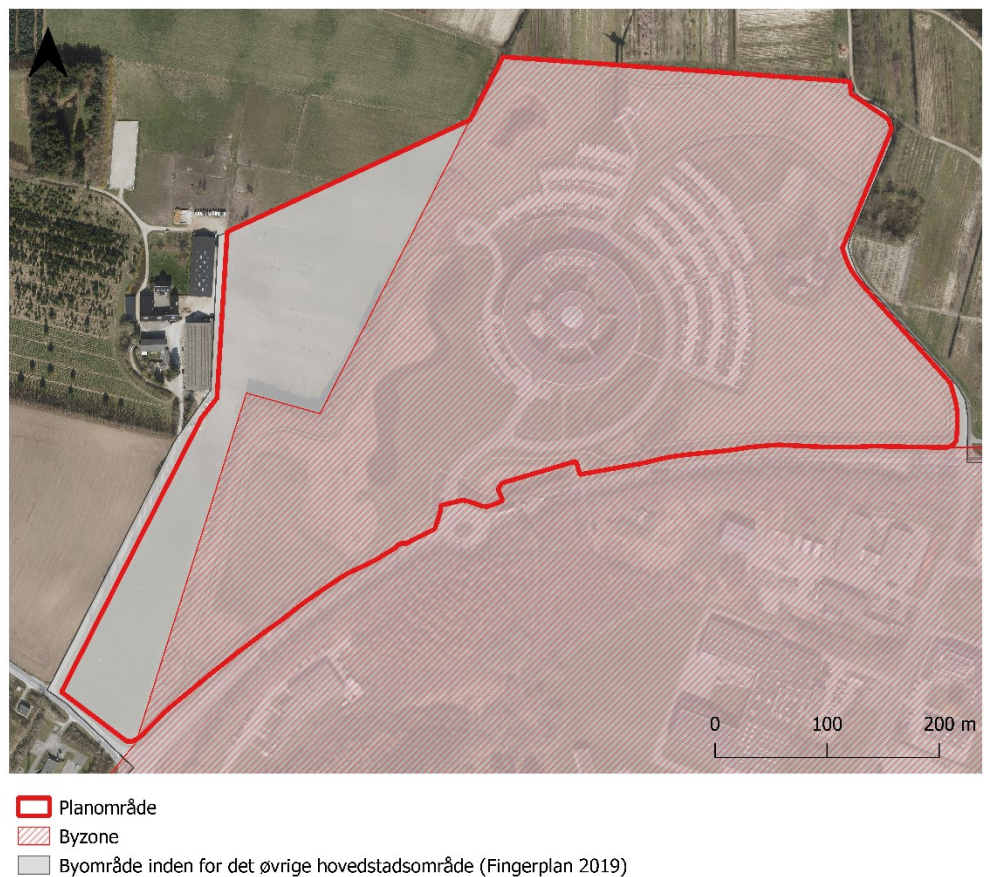 0 100 200 m
Planområde
Byzone
Byområde inden for det øvrige hovedstadsområde (Fingerplan 2019)